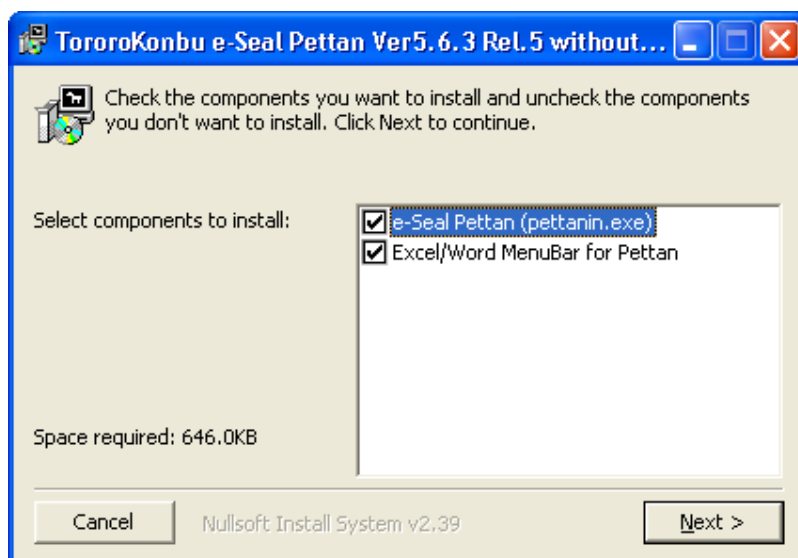 TororoKonbu e-Seal Pettan Ver5.6.3 Rel.5 without...
Check the components you want to install and uncheck the components
you don't want to install. Click Next to continue.
Select components to install:
e-Seal Pettan (pettanin.exe)
Excel/Word MenuBar for Pettan
Space required: 646.0KB
Cancel
Nullsoft Install System v2.39
Next >